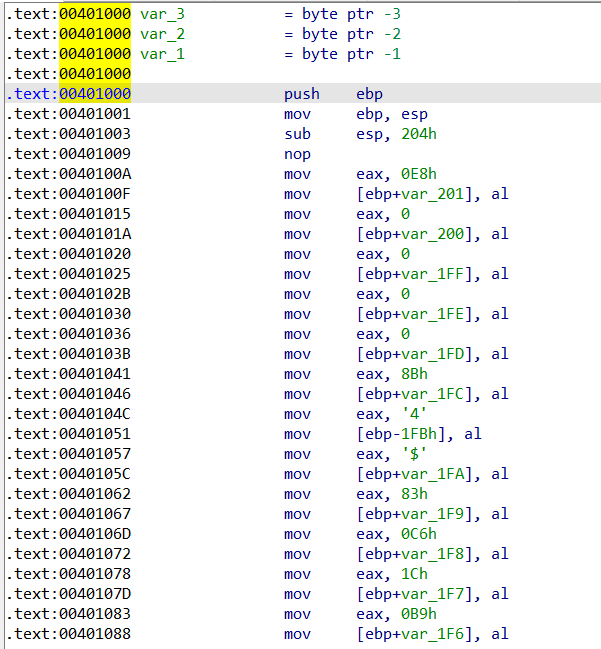 .text:00401000 var_3 = byte ptr -3
.text:00401000 var_2 = byte ptr -2
.text:00401000 var_1 = byte ptr -1
.text:00401000
.text:00401000 push ebp
.text:00401001 mov ebp, esp
.text:00401003 sub esp, 204h
.text:00401009 nop
.text:0040100A mov eax, 0E8h
.text:0040100F mov [ebp+var_201], al
.text:00401015 mov eax, 0
.text:0040101A mov [ebp+var_200], al
.text:00401020 mov eax, 0
.text:00401025 mov [ebp+var_1FF], al
.text:0040102B mov eax, 0
.text:00401030 mov [ebp+var_1FE], al
.text:00401036 mov eax, 0
.text:0040103B mov [ebp+var_1FD], al
.text:00401041 mov eax, 8Bh
.text:00401046 mov [ebp+var_1FC], al
.text:0040104C mov eax, '4'
.text:00401051 mov [ebp-1FBh], al
.text:00401057 mov eax, '$'
.text:0040105C mov [ebp+var_1FA], al
.text:00401062 mov eax, 83h
.text:00401067 mov [ebp+var_1F9], al
.text:0040106D mov eax, 0C6h
.text:00401072 mov [ebp+var_1F8], al
.text:00401078 mov eax, 1Ch
.text:0040107D mov [ebp+var_1F7], al
.text:00401083 mov eax, 0B9h
.text:00401088 mov [ebp+var_1F6], al